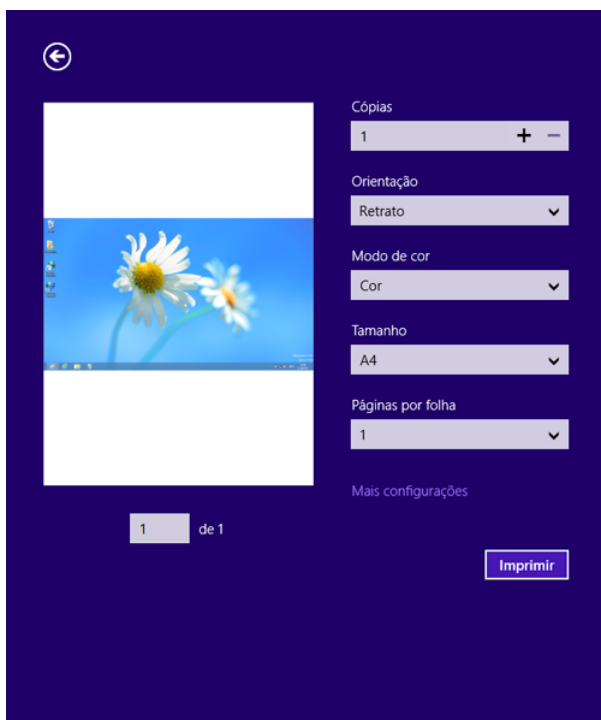 Cópias
1
Orientação
Retrato
Modo de cor
Cor
Tamanho
A4
Páginas por folha
1
Mais configurações
1 de 1
Imprimir